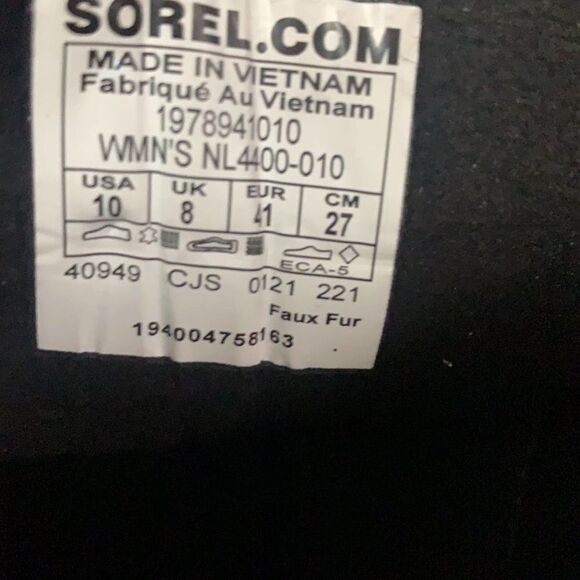 SOREL.COM
MADE IN VIETNAM
Fabriqué Au Vietnam
1978941010
WMN'S NL4400-010
USA UK EUR CM
10 8 41 27
ECA-5
40949 CJS 0121 221
Faux Fur
194004758163